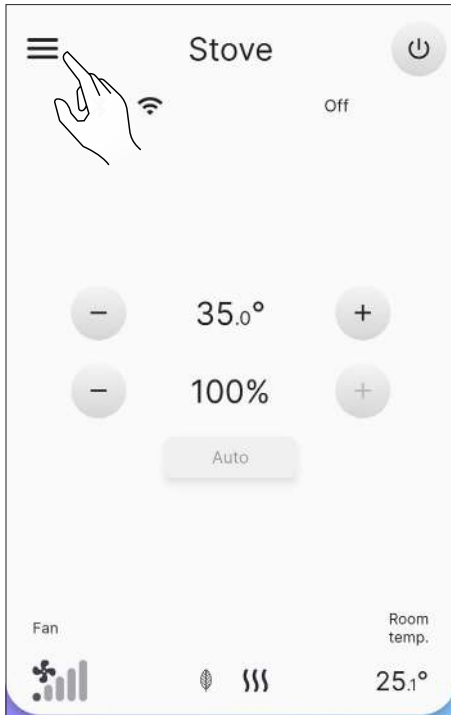 Stove
Off
− 35.0° +
− 100% +
Auto
Fan
Room
temp.
25.1°